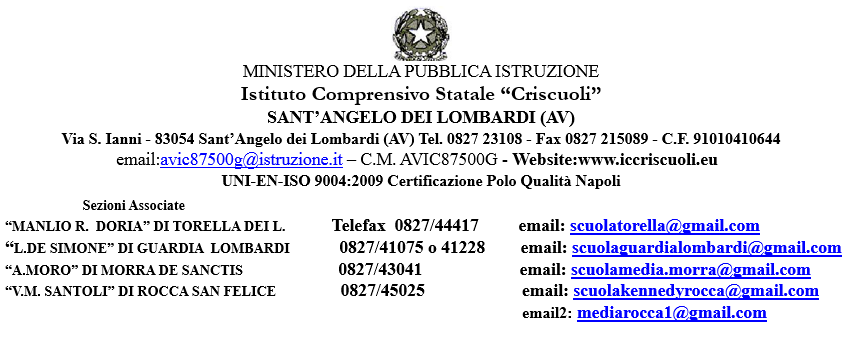 MINISTERO DELLA PUBBLICA ISTRUZIONE
Istituto Comprensivo Statale “Criscuoli”
SANT’ANGELO DEI LOMBARDI (AV)
Via S. Ianni - 83054 Sant’Angelo dei Lombardi (AV) Tel. 0827 23108 - Fax 0827 215089 - C.F. 91010410644
email:avic87500g@istruzione.it – C.M. AVIC87500G - Website:www.iccriscuoli.eu
UNI-EN-ISO 9004:2009 Certificazione Polo Qualità Napoli
Sezioni Associate
“MANLIO R. DORIA” DI TORELLA DEI L. Telefax 0827/44417 email: scuolatorella@gmail.com
“L.DE SIMONE” DI GUARDIA LOMBARDI 0827/41075 o 41228 email: scuolaguardialombardi@gmail.com
“A.MORO” DI MORRA DE SANCTIS 0827/43041 email: scuolamedia.morra@gmail.com
“V.M. SANTOLI” DI ROCCA SAN FELICE 0827/45025 email: scuolakennedyrocca@gmail.com
email2: mediarocca1@gmail.com